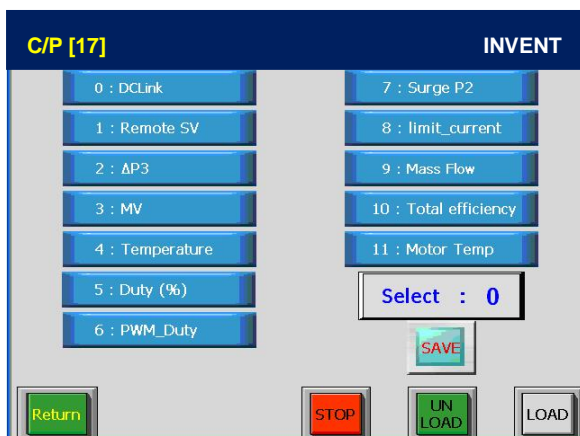 C/P [17]
INVENT
0 : DCLink
1 : Remote SV
2 : ΔP3
3 : MV
4 : Temperature
5 : Duty (%)
6 : PWM_Duty
7 : Surge P2
8 : limit_current
9 : Mass Flow
10 : Total efficiency
11 : Motor Temp
Select : 0
SAVE
Return
STOP
UN
LOAD
LOAD